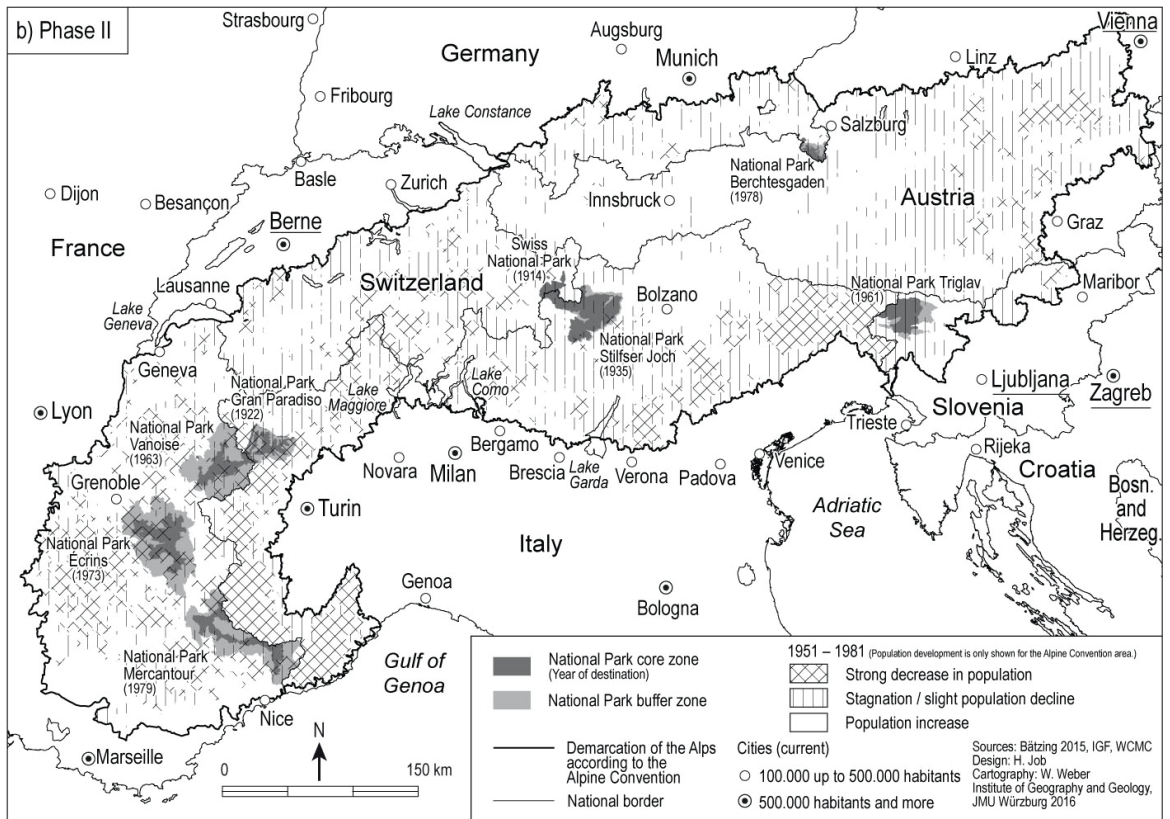 b) Phase II
Strasbourg
Augsburg
Vienna
Germany
Munich
Linz
Fribourg
Lake Constance
Salzburg
Basle
National Park
Berchtesgaden
(1978)
Dijon
Besançon
Zurich
Innsbruck
Austria
Berne
Graz
France
Swiss
National Park
(1914)
Switzerland
National Park Triglav
(1961)
Maribor
Lausanne
Bolzano
Lake
Geneva
National Park
Stilfser Joch
(1935)
Geneva
National Park
Gran Paradiso
(1922)
Lake
Maggiore
Lake
Como
Ljubljana
Zagreb
Lyon
Slovenia
National Park
Vanoise
(1963)
Bergamo
Trieste
Novara
Milan
Brescia
Lake
Garda
Verona
Padova
Venice
Rijeka
Croatia
Grenoble
Turin
Adriatic
Sea
Bosn.
and
Herzeg.
National Park
Écrins
(1973)
Italy
Genoa
Bologna
National Park
Mercantour
(1979)
Gulf of
Genoa
Nice
Marseille
N
0
150 km
National Park core zone
(Year of destination)
National Park buffer zone
1951 – 1981 (Population development is only shown for the Alpine Convention area.)
Strong decrease in population
Stagnation / slight population decline
Population increase
Demarcation of the Alps
according to the
Alpine Convention
National border
Cities (current)
100.000 up to 500.000 habitants
500.000 habitants and more
Sources: Bätzing 2015, IGF, WCMC
Design: H. Job
Cartography: W. Weber
Institute of Geography and Geology,
JMU Würzburg 2016